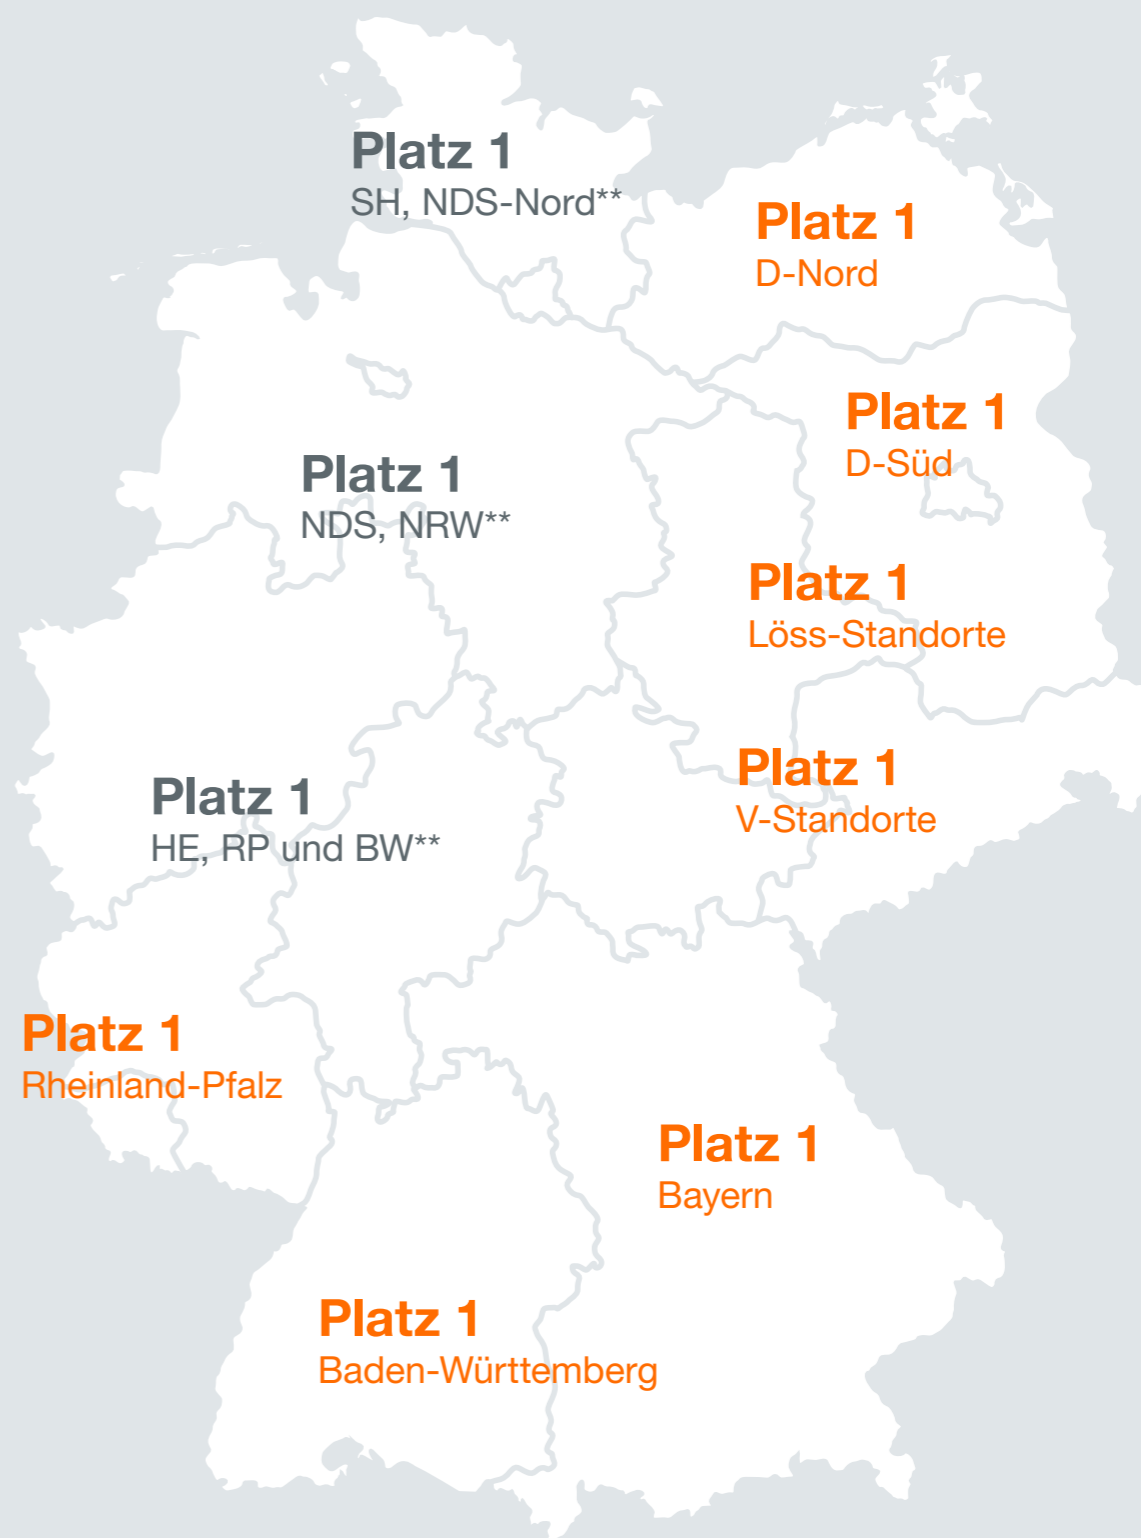 Platz 1
SH, NDS-Nord**
Platz 1
D-Nord
Platz 1
D-Süd
Platz 1
NDS, NRW**
Platz 1
Löss-Standorte
Platz 1
V-Standorte
Platz 1
HE, RP und BW**
Platz 1
Rheinland-Pfalz
Platz 1
Bayern
Platz 1
Baden-Württemberg